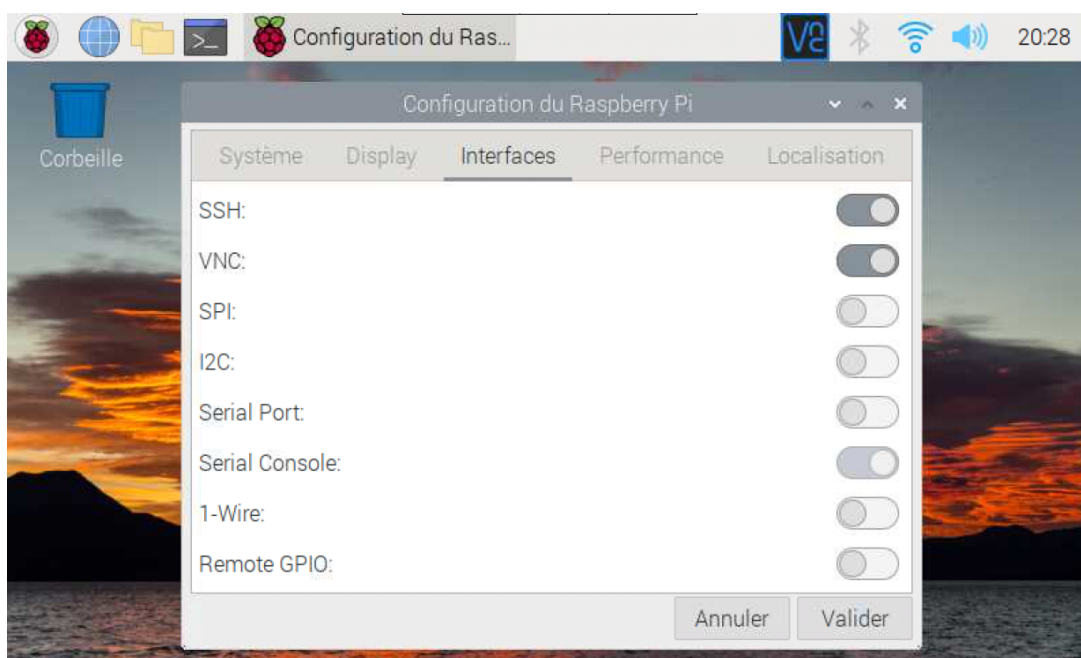 >_ Configuration du Ras... V2 20:28
Corbeille
Configuration du Raspberry Pi
Système Display Interfaces Performance Localisation
SSH:
VNC:
SPI:
I2C:
Serial Port:
Serial Console:
1-Wire:
Remote GPIO:
Annuler Valider